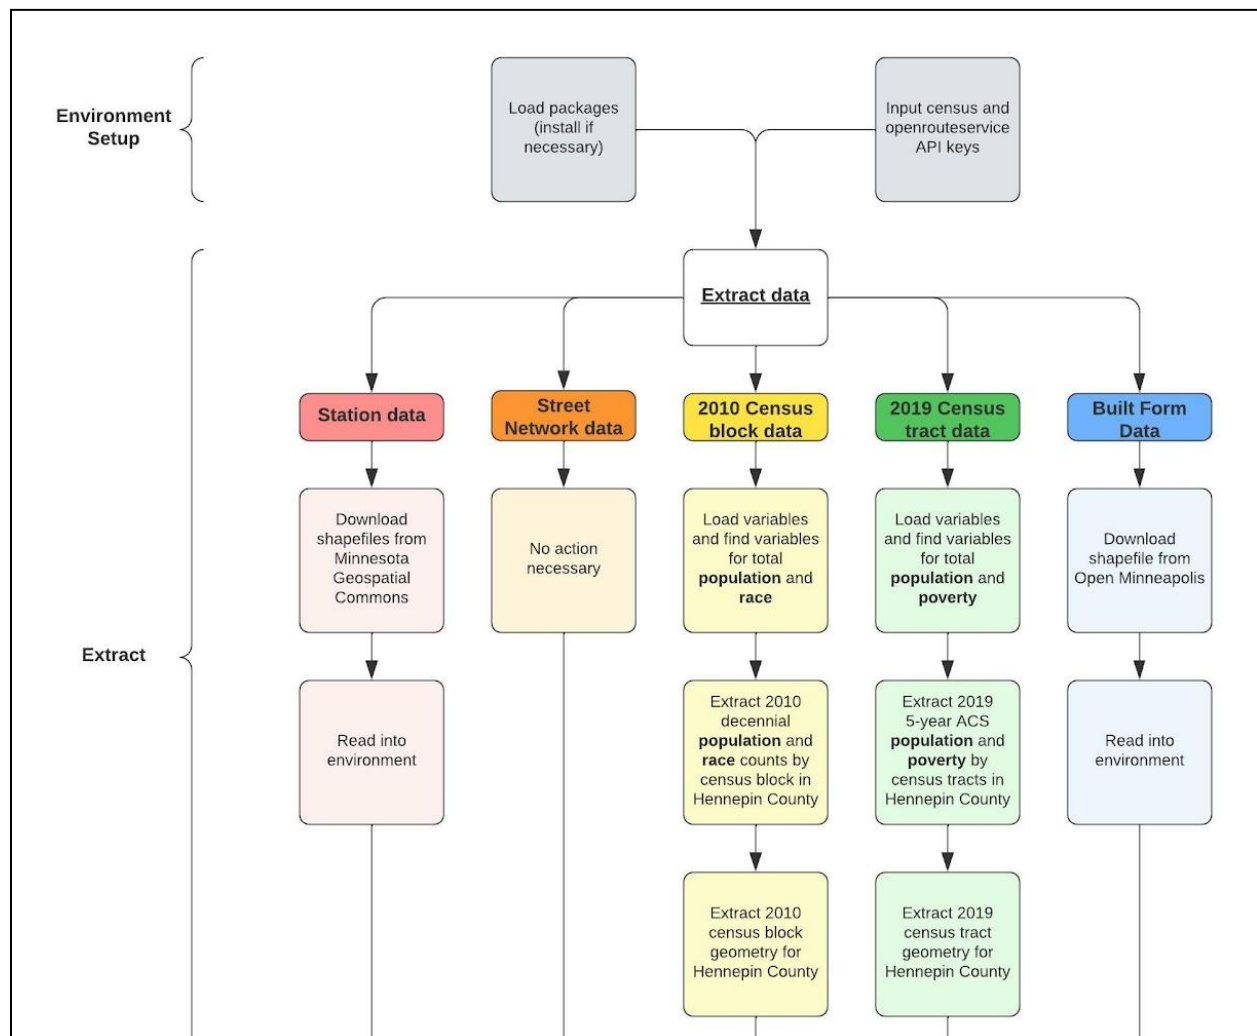 Environment
Setup
Load packages
(install if
necessary)
Input census and
openrouteservice
API keys
Extract data
Station data
Street
Network data
2010 Census
block data
2019 Census
tract data
Built Form
Data
Download
shapefiles from
Minnesota
Geospatial
Commons
No action
necessary
Load variables
and find variables
for total
population and
race
Load variables
and find variables
for total
population and
poverty
Download
shapefile from
Open Minneapolis
Extract
Read into
environment
Extract 2010
decennial
population and
race counts by
census block in
Hennepin County
Extract 2019
5-year ACS
population and
poverty by
census tracts in
Hennepin County
Read into
environment
Extract 2010
census block
geometry for
Hennepin County
Extract 2019
census tract
geometry for
Hennepin County